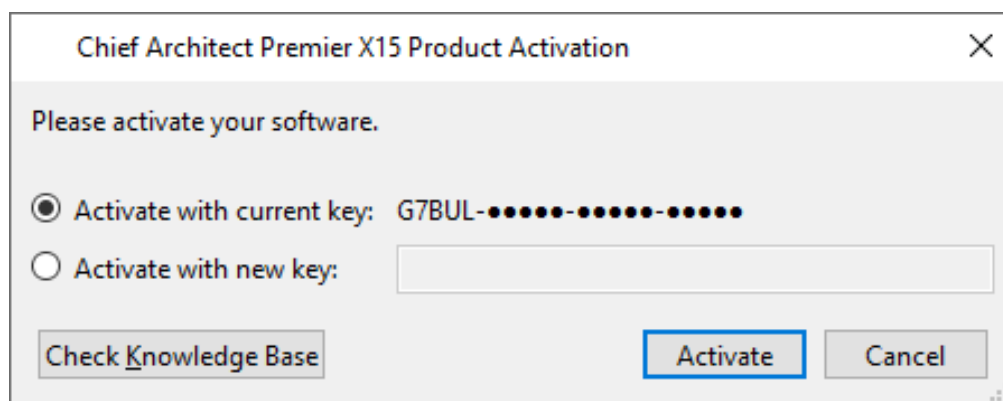 Chief Architect Premier X15 Product Activation
Please activate your software.
Activate with current key: G7BUL-●●●●●-●●●●●-●●●●●
Activate with new key:
Check Knowledge Base Activate Cancel